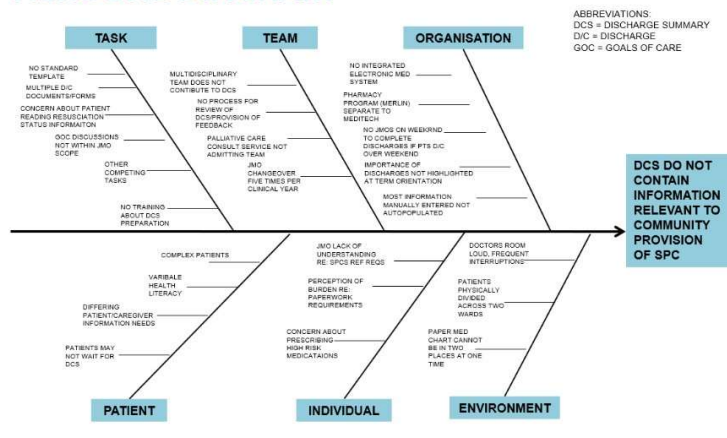 ABBREVIATIONS:
DCS = DISCHARGE SUMMARY
D/C = DISCHARGE
GOC = GOALS OF CARE
TASK
TEAM
ORGANISATION
NO STANDARD
TEMPLATE
MULTIPLE D/C
DOCUMENTS/FORMS
CONCERN ABOUT PATIENT
READING RESUSCIATION
STATUS INFORMAITON
GOC DISCUSSIONS
NOT WITHIN JMO
SCOPE
OTHER
COMPETING
TASKS
NO TRAINING
ABOUT DCS
PREPARATION
MULTIDISCIPLINARY
TEAM DOES NOT
CONTIBUTE TO DCS
NO PROCESS FOR
REVIEW OF
DCS/PROVISION OF
FEEDBACK
PALLIATIVE CARE
CONSULT SERVICE NOT
ADMITTING TEAM
JMO
CHANGEOVER
FIVE TIMES PER
CLINICAL YEAR
NO INTEGRATED
ELECTRONIC MED
SYSTEM
PHARMACY
PROGRAM (MERLIN)
SEPARATE TO
MEDITECH
NO JMOS ON WEEKRND
TO COMPLETE
DISCHARGES IF PTS D/C
OVER WEEKEND
IMPORTANCE OF
DISCHARGES NOT HIGHLIGHTED
AT TERM ORIENTATION
MOST INFORMATION
MANUALLY ENTERED NOT
AUTOPOPULATED
DCS DO NOT
CONTAIN
INFORMATION
RELEVANT TO
COMMUNITY
PROVISION
OF SPC
COMPLEX PATIENTS
VARIBALE
HEALTH
LITERACY
DIFFERING
PATIENT/CAREGIVER
INFORMATION NEEDS
PATIENTS MAY
NOT WAIT FOR
DCS
JMO LACK OF
UNDERSTANDING
RE: SPCS REF REQS
PERCEPTION OF
BURDEN RE:
PAPERWORK
REQUIREMENTS
CONCERN ABOUT
PRESCRIBING
HIGH RISK
MEDICATAIONS
DOCTORS ROOM
LOUD, FREQUENT
INTERRUPTIONS
PATIENTS
PHYSICALLY
DIVIDED
ACROSS TWO
WARDS
PAPER MED
CHART CANNOT
BE IN TWO
PLACES AT ONE
TIME
PATIENT
INDIVIDUAL
ENVIRONMENT